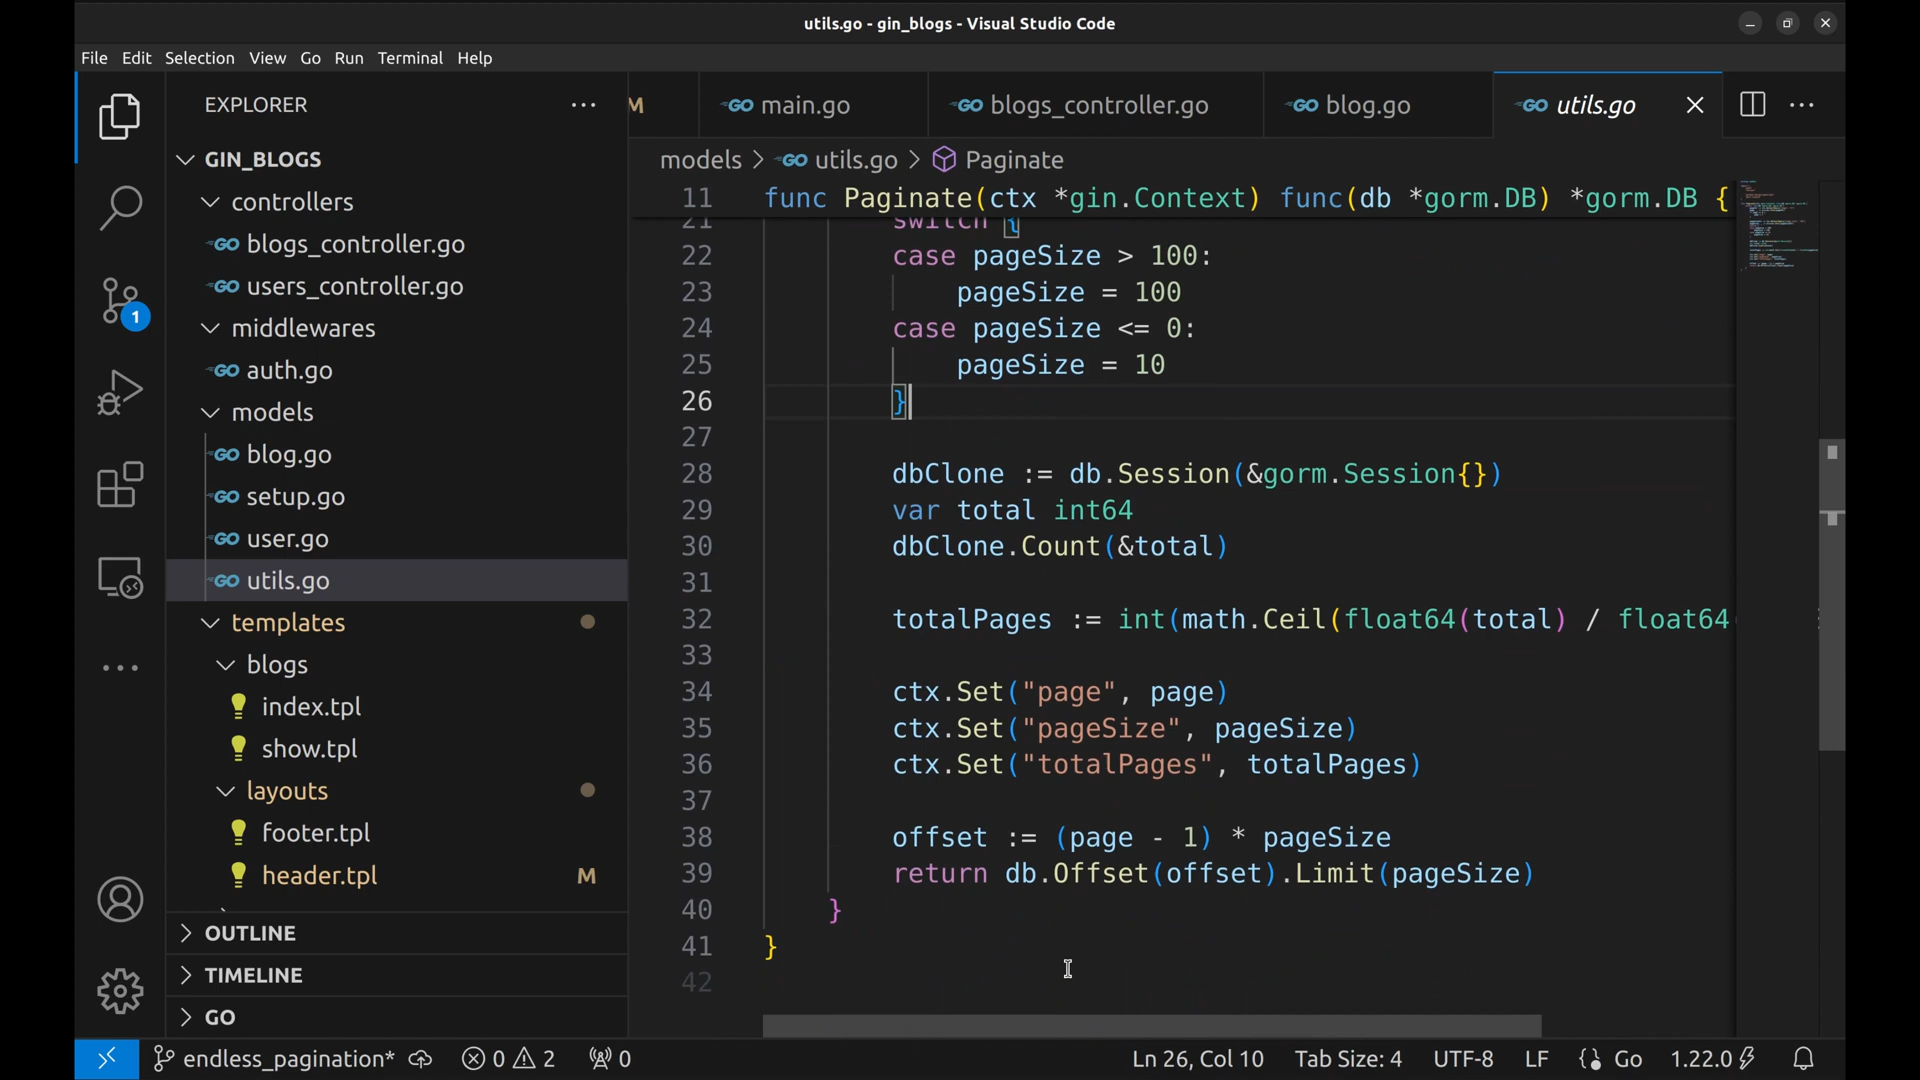 utils.go - gin_blogs - Visual Studio Code
File Edit Selection View Go Run Terminal Help
EXPLORER
GIN_BLOGS
controllers
blogs_controller.go
users_controller.go
middlewares
auth.go
models
blog.go
setup.go
user.go
utils.go
templates
blogs
index.tpl
show.tpl
layouts
footer.tpl
header.tpl M
OUTLINE
TIMELINE
GO
1
M main.go blogs_controller.go blog.go utils.go
models > utils.go > Paginate
11 func Paginate(ctx *gin.Context) func(db *gorm.DB) *gorm.DB {
21 switch {
22 case pageSize > 100:
23 pageSize = 100
24 case pageSize <= 0:
25 pageSize = 10
26 }
27
28 dbClone := db.Session(&gorm.Session{})
29 var total int64
30 dbClone.Count(&total)
31
32 totalPages := int(math.Ceil(float64(total) / float64
33
34 ctx.Set("page", page)
35 ctx.Set("pageSize", pageSize)
36 ctx.Set("totalPages", totalPages)
37
38 offset := (page - 1) * pageSize
39 return db.Offset(offset).Limit(pageSize)
40 }
41 }
42
endless_pagination* 0 2 0 Ln 26, Col 10 Tab Size: 4 UTF-8 LF Go 1.22.0